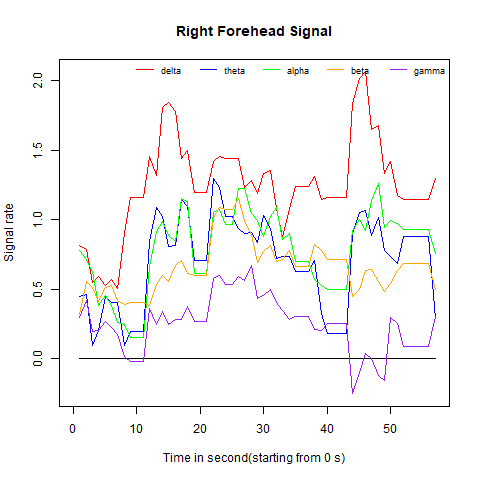 Right Forehead Signal
delta theta alpha beta gamma
2.0
1.5
1.0
0.5
0.0
Signal rate
0 10 20 30 40 50
Time in second(starting from 0 s)